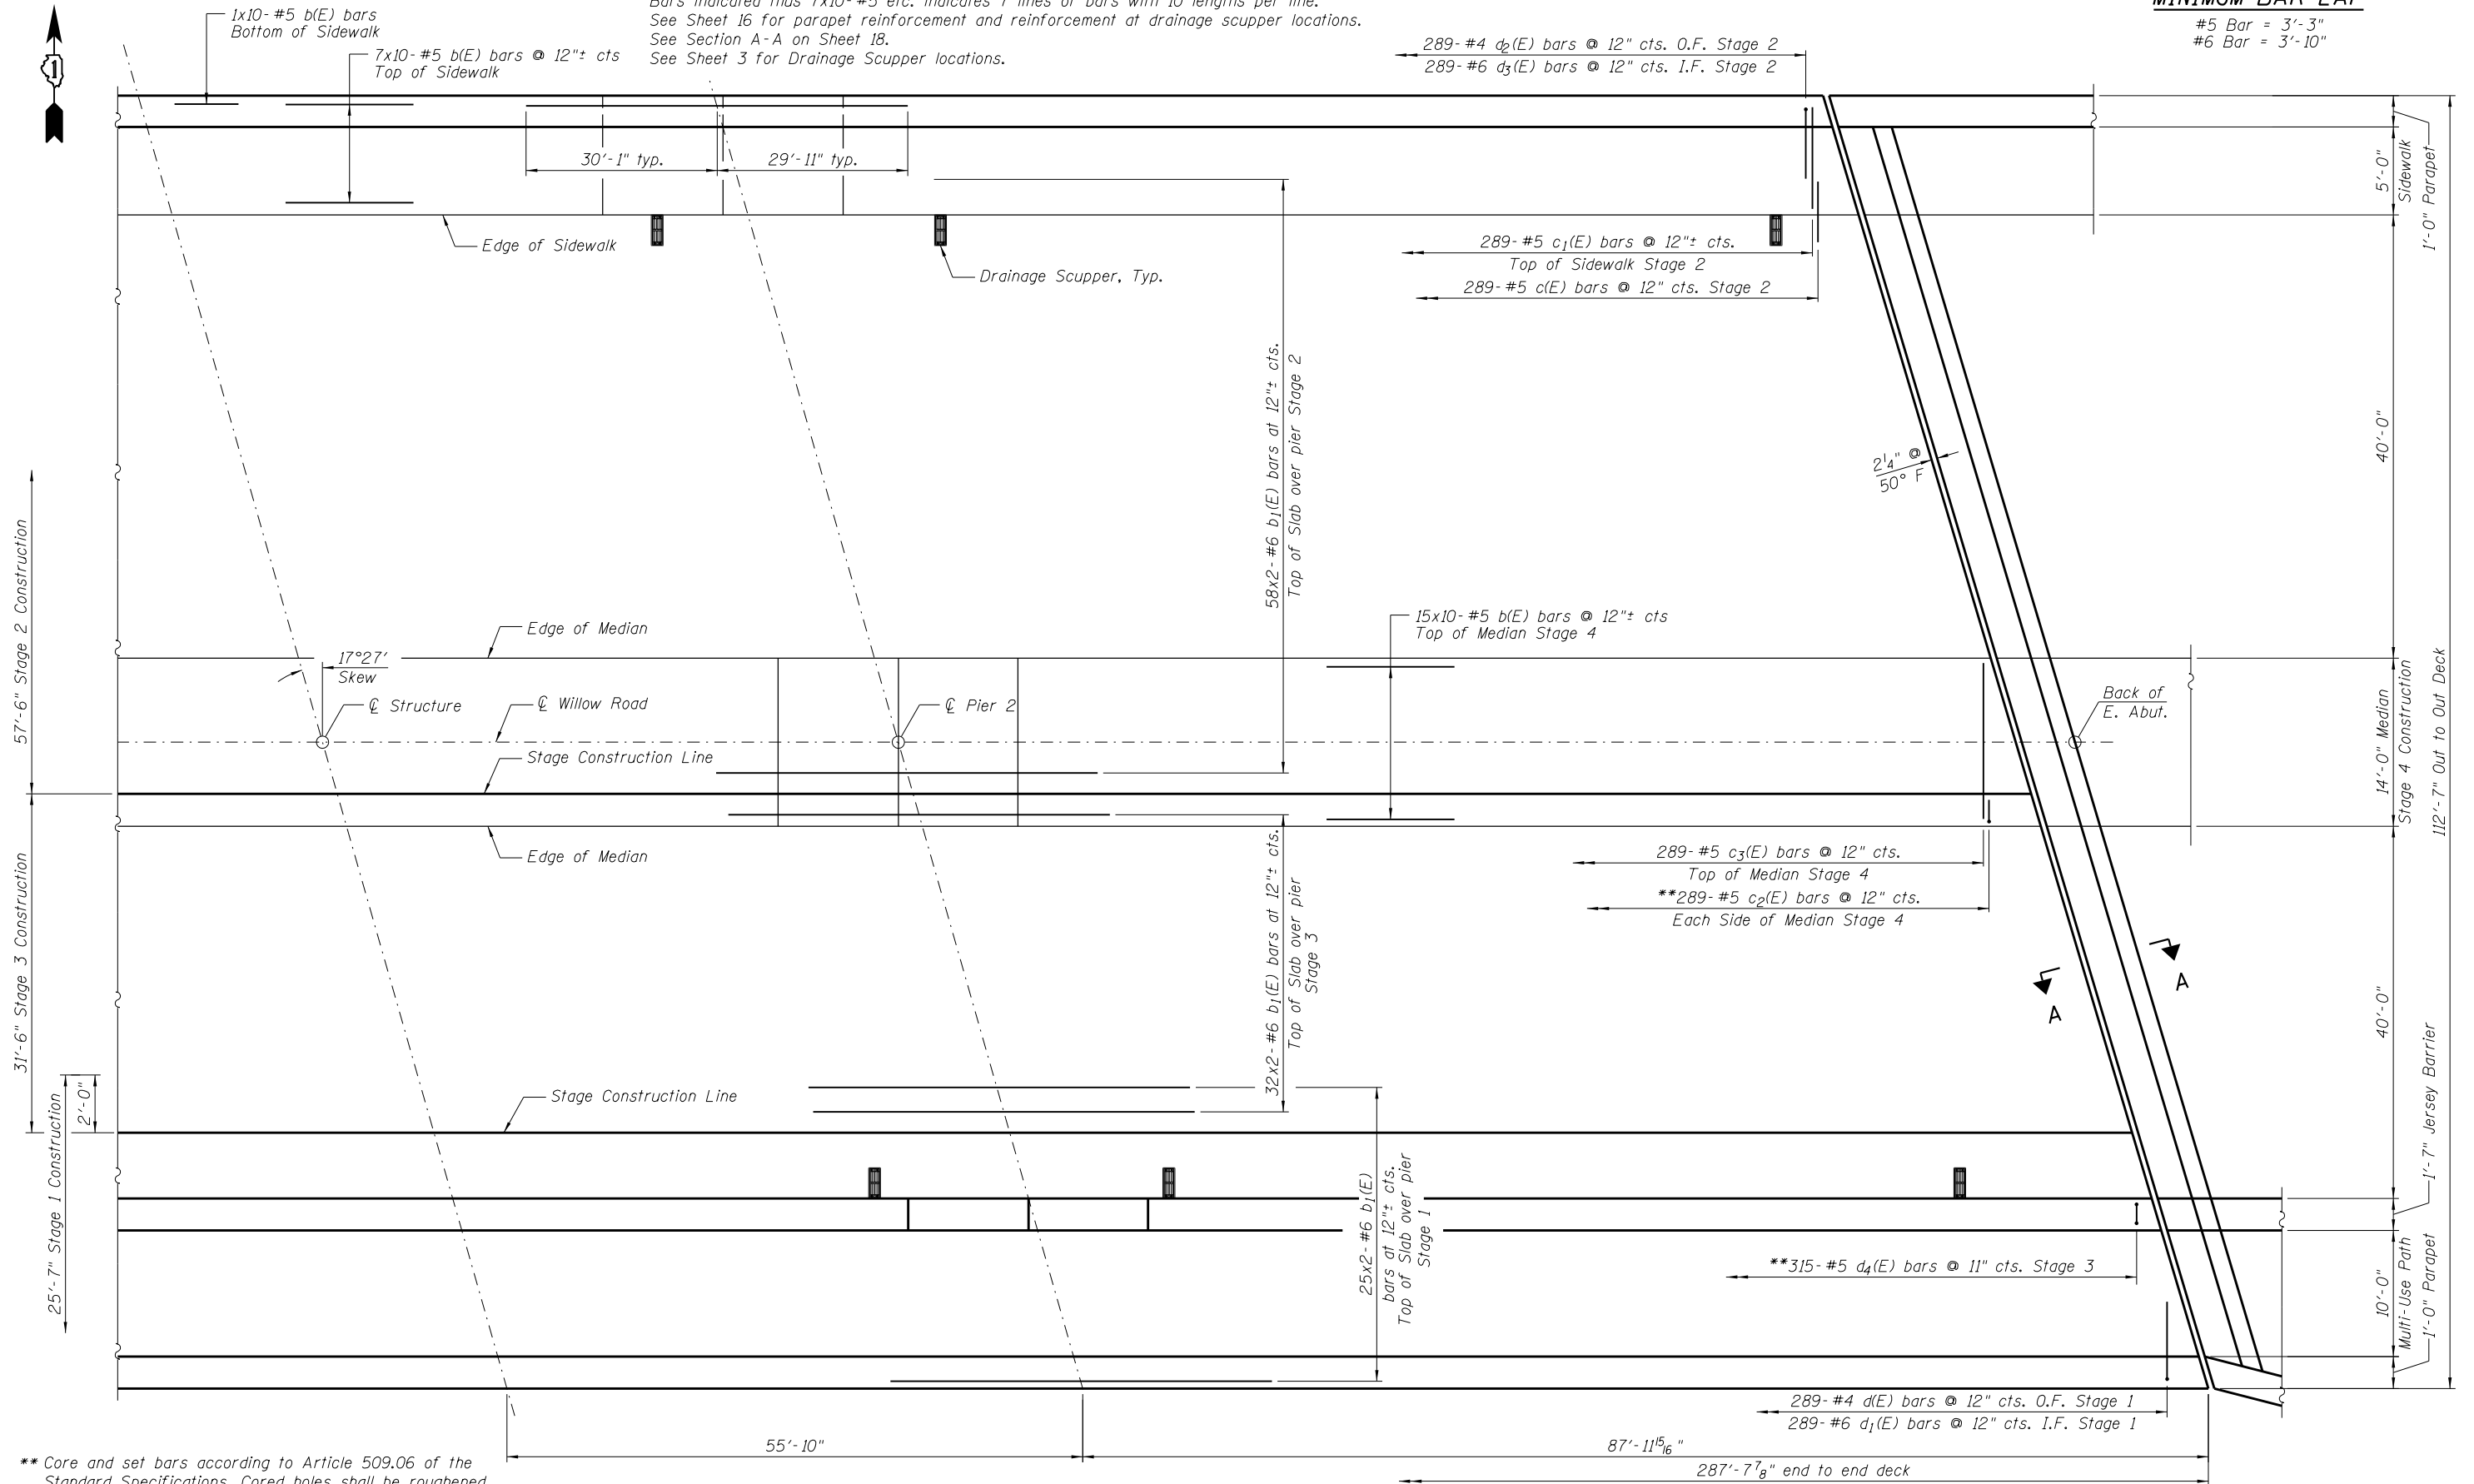 Bars indicated thus 7x10-#5 etc. indicates 7 lines of bars with 10 lengths per line.
See Sheet 16 for parapet reinforcement and reinforcement at drainage scupper locations.
See Section A-A on Sheet 18.
See Sheet 3 for Drainage Scupper locations.
MINIMUM BAR LAP
#5 Bar = 3'-3"
#6 Bar = 3'-10"
1
1x10-#5 b(E) bars
Bottom of Sidewalk
7x10-#5 b(E) bars @ 12"± cts
Top of Sidewalk
289-#4 d2(E) bars @ 12" cts. O.F. Stage 2
289-#6 d3(E) bars @ 12" cts. I.F. Stage 2
30'-1" typ.
29'-11" typ.
Edge of Sidewalk
Drainage Scupper, Typ.
289-#5 c1(E) bars @ 12"± cts.
Top of Sidewalk Stage 2
289-#5 c(E) bars @ 12" cts. Stage 2
5'-0"
Sidewalk
1'-0" Parapet
58x2-#6 b1(E) bars at 12"± cts.
Top of Slab over pier Stage 2
2¼" @
50° F
40'-0"
57'-6" Stage 2 Construction
Edge of Median
15x10-#5 b(E) bars @ 12"± cts
Top of Median Stage 4
17°27'
Skew
℄ Structure
℄ Willow Road
℄ Pier 2
Back of
E. Abut.
Stage Construction Line
14'-0" Median
Stage 4 Construction
112'-7" Out to Out Deck
Edge of Median
31'-6" Stage 3 Construction
32x2-#6 b1(E) bars at 12"± cts.
Top of Slab over pier
Stage 3
289-#5 c3(E) bars @ 12" cts.
Top of Median Stage 4
**289-#5 c2(E) bars @ 12" cts.
Each Side of Median Stage 4
A
A
40'-0"
Stage Construction Line
2'-0"
25'-7" Stage 1 Construction
25x2-#6 b1(E)
bars at 12"± cts.
Top of Slab over pier
Stage 1
1'-7" Jersey Barrier
**315-#5 d4(E) bars @ 11" cts. Stage 3
10'-0"
Multi-Use Path
1'-0" Parapet
289-#4 d(E) bars @ 12" cts. O.F. Stage 1
289-#6 d1(E) bars @ 12" cts. I.F. Stage 1
55'-10"
87'-11 15/16"
287'-7 7/8" end to end deck
** Core and set bars according to Article 509.06 of the
Standard Specifications. Cored holes shall be roughened